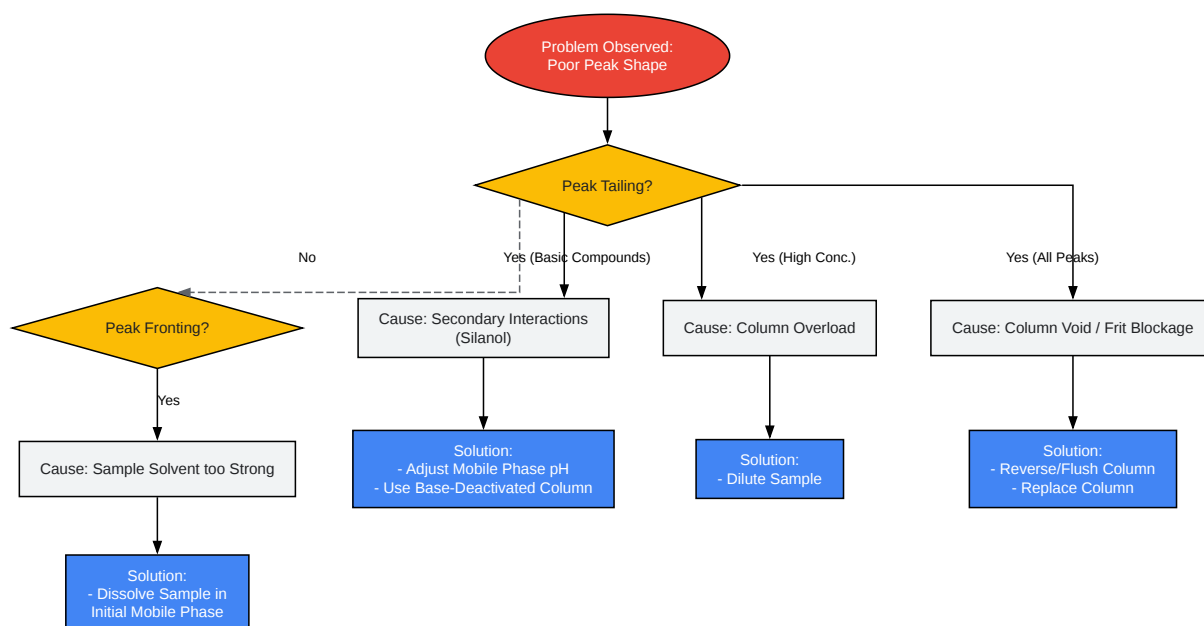 Problem Observed:
Poor Peak Shape
Peak Tailing?
No
Yes (Basic Compounds)
Yes (High Conc.)
Yes (All Peaks)
Peak Fronting?
Cause: Secondary Interactions
(Silanol)
Cause: Column Overload
Cause: Column Void / Frit Blockage
Yes
Cause: Sample Solvent too Strong
Solution:
- Adjust Mobile Phase pH
- Use Base-Deactivated Column
Solution:
- Dilute Sample
Solution:
- Reverse/Flush Column
- Replace Column
Solution:
- Dissolve Sample in
Initial Mobile Phase